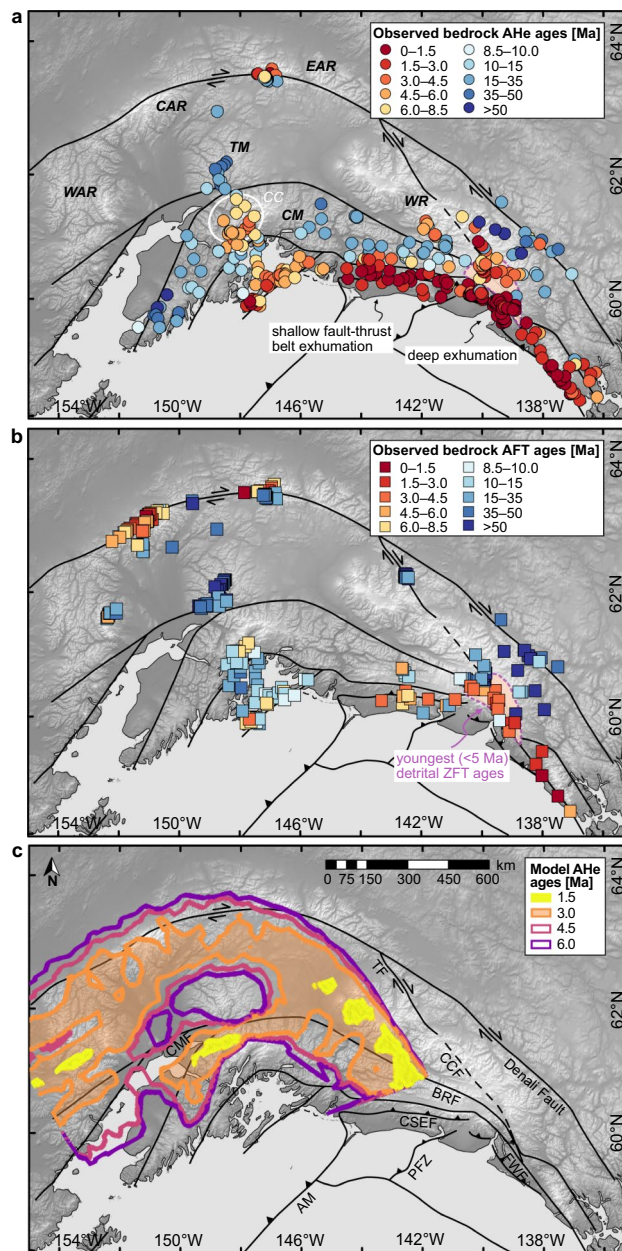 a
Observed bedrock AHe ages [Ma]
0–1.5
1.5–3.0
3.0–4.5
4.5–6.0
6.0–8.5
8.5–10.0
10–15
15–35
35–50
>50
64°N
EAR
CAR
TM
62°N
WAR
CC
CM
WR
60°N
shallow fault-thrust
belt exhumation
deep exhumation
154°W
150°W
146°W
142°W
138°W
b
Observed bedrock AFT ages [Ma]
0–1.5
1.5–3.0
3.0–4.5
4.5–6.0
6.0–8.5
8.5–10.0
10–15
15–35
35–50
>50
64°N
62°N
60°N
youngest (<5 Ma)
detrital ZFT ages
154°W
150°W
146°W
142°W
138°W
c
N
0 75 150 300 450 600
km
Model AHe
ages [Ma]
1.5
3.0
4.5
6.0
64°N
TF
62°N
CMF
CCF
Denali Fault
BRF
CSEF
60°N
FWF
PFZ
AM
154°W
150°W
146°W
142°W
138°W